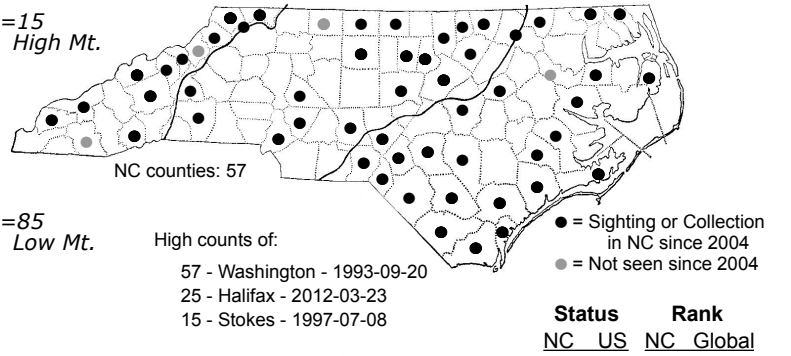 =15
High Mt.
NC counties: 57
=85
Low Mt.
High counts of:
57 - Washington - 1993-09-20
25 - Halifax - 2012-03-23
15 - Stokes - 1997-07-08
= Sighting or Collection
in NC since 2004
= Not seen since 2004
Status Rank
NC US NC Global